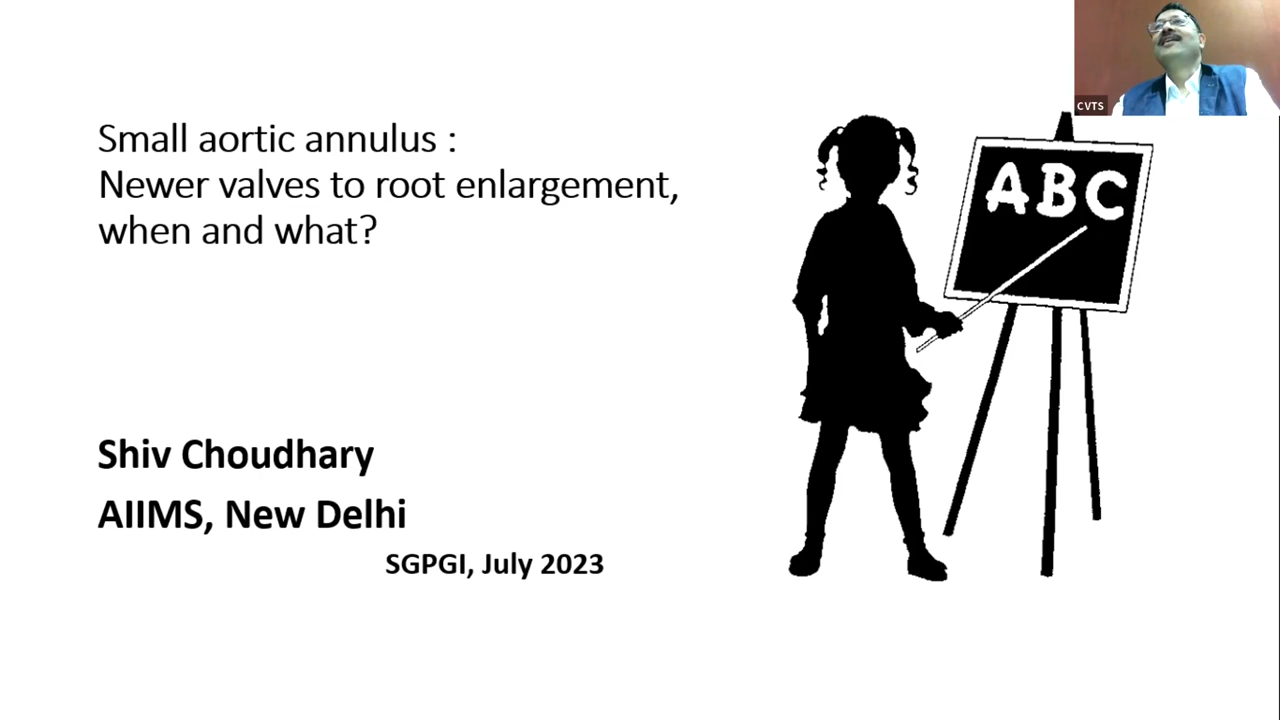 Small aortic annulus :
Newer valves to root enlargement,
when and what?
Shiv Choudhary
AIIMS, New Delhi
SGPGI, July 2023
ABC
CVTS